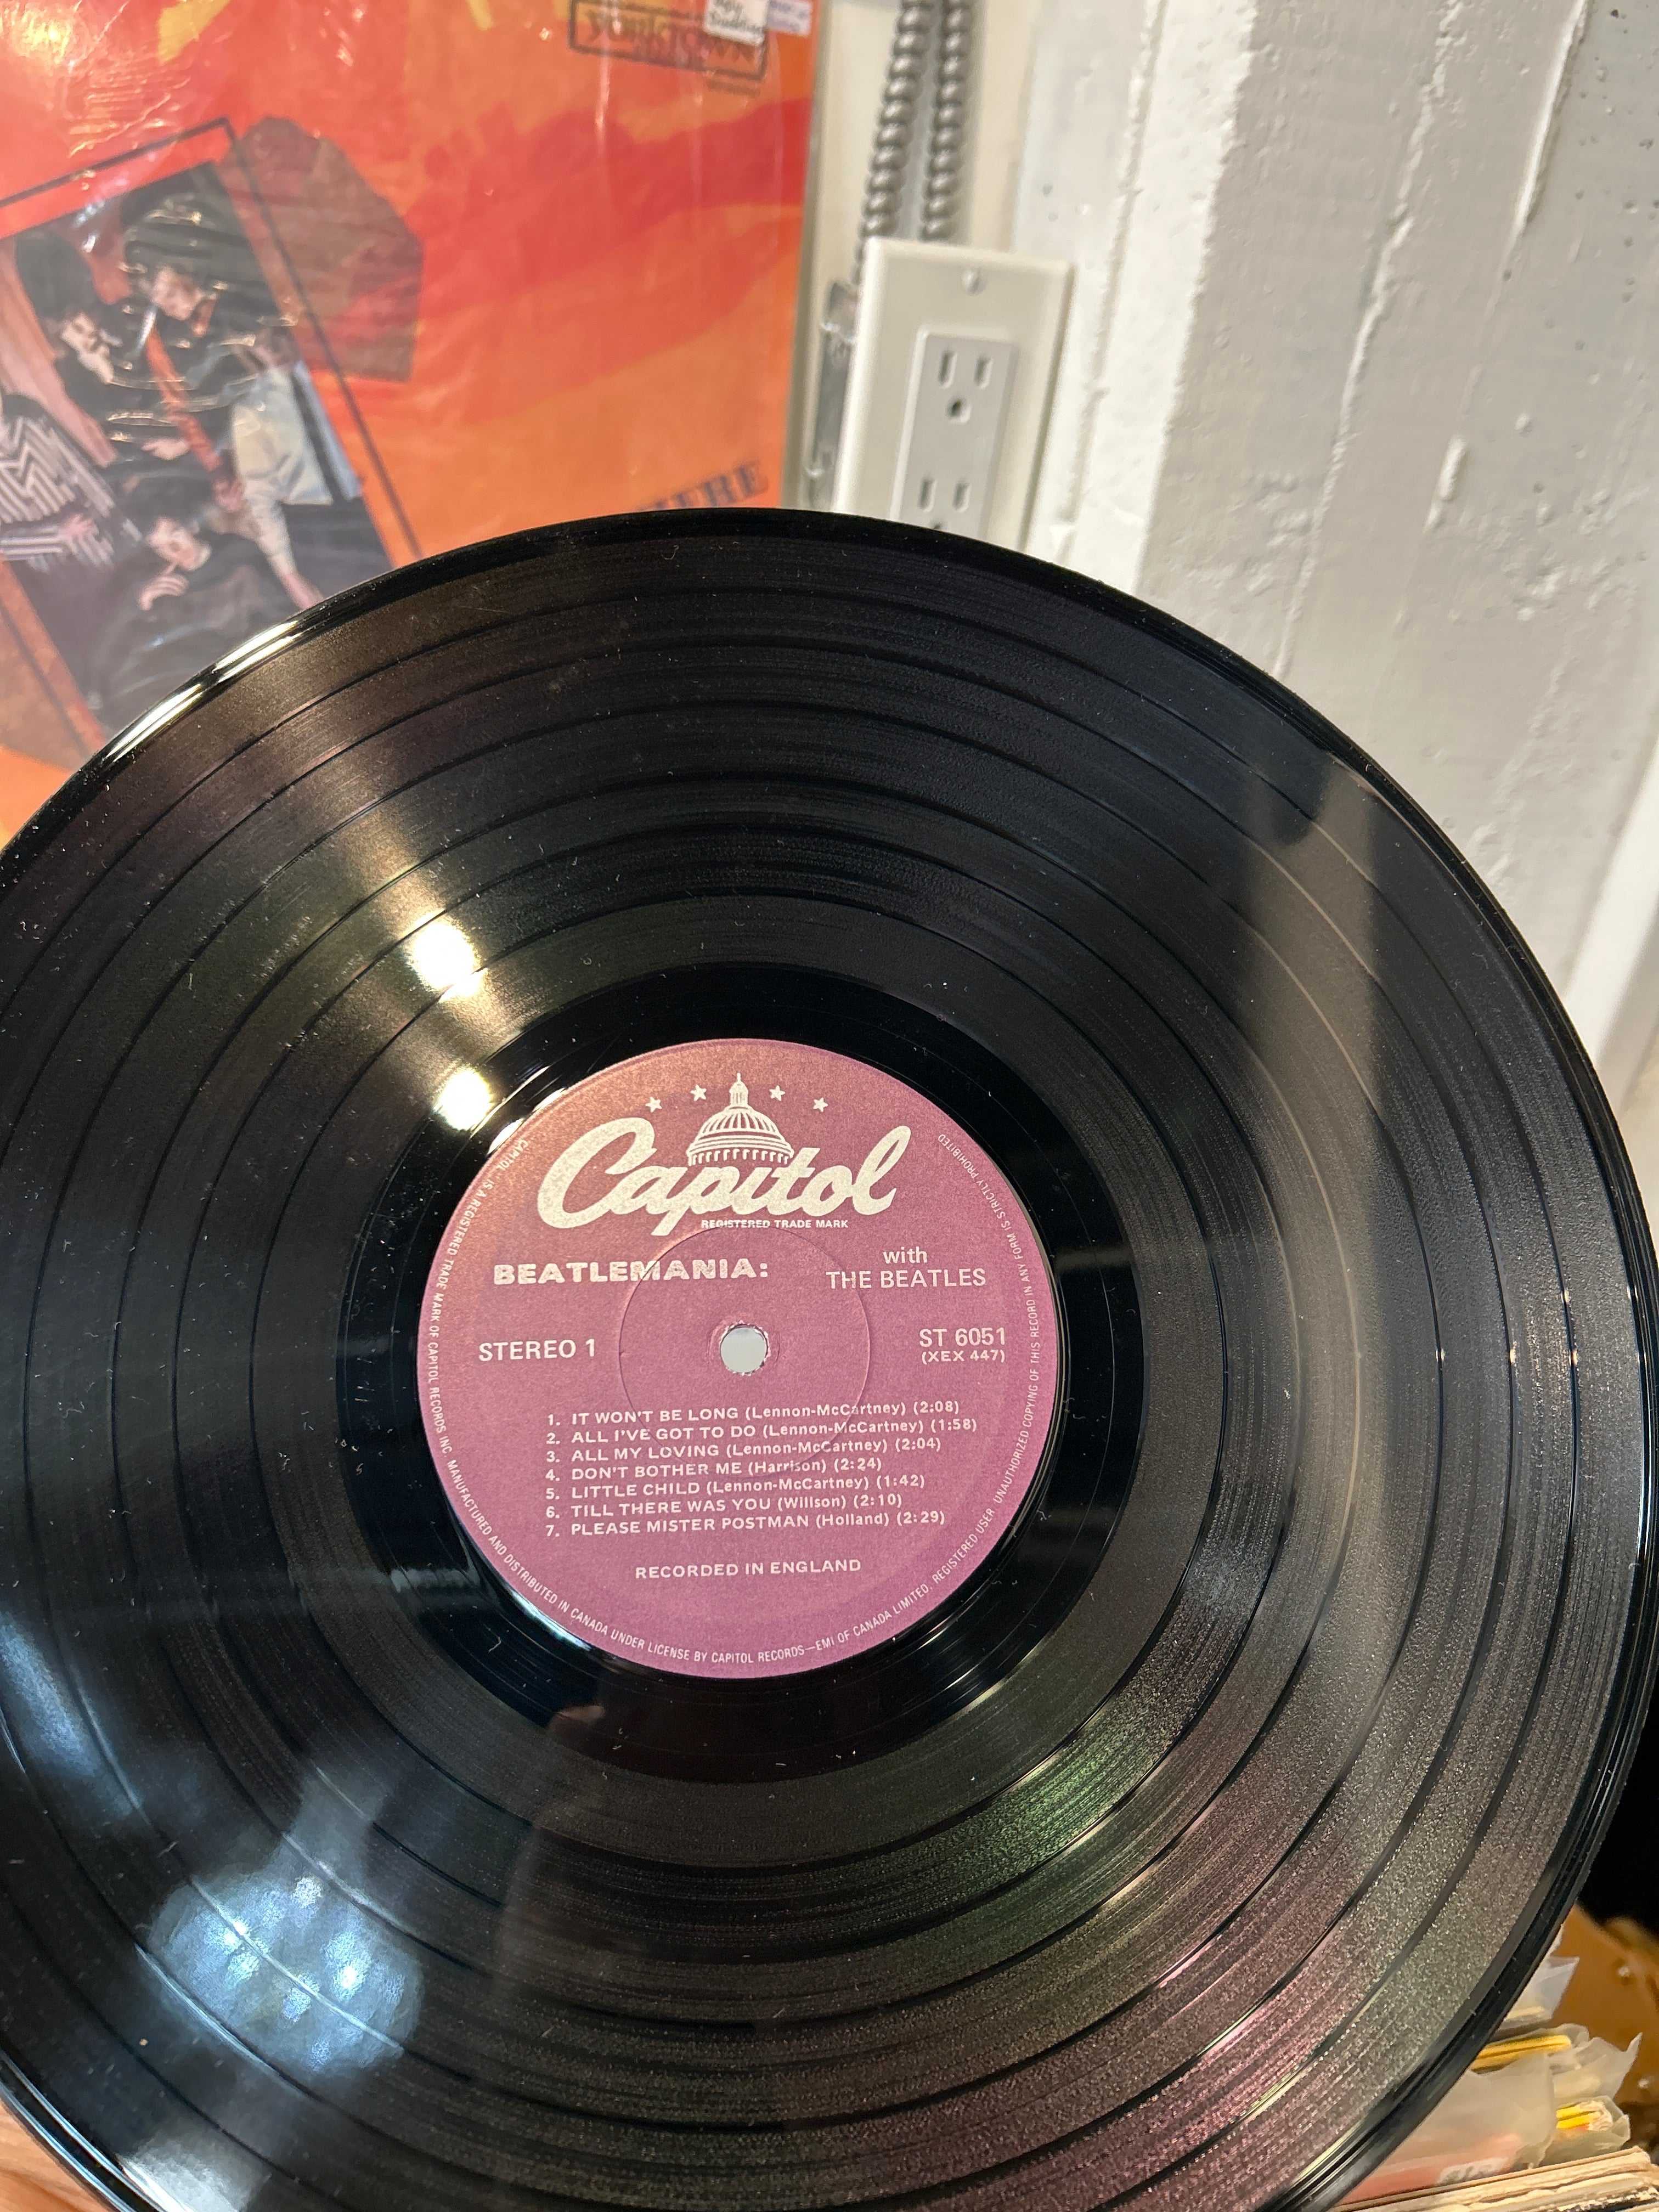 YORKTOWN
Capitol
REGISTERED TRADE MARK
BEATLEMANIA:
with
THE BEATLES
STEREO 1
ST 6051
(XEX 447)
1. IT WON'T BE LONG (Lennon-McCartney) (2:08)
2. ALL I'VE GOT TO DO (Lennon-McCartney) (1:58)
3. ALL MY LOVING (Lennon-McCartney) (2:04)
4. DON'T BOTHER ME (Harrison) (2:24)
5. LITTLE CHILD (Lennon-McCartney) (1:42)
6. TILL THERE WAS YOU (Willson) (2:10)
7. PLEASE MISTER POSTMAN (Holland) (2:29)
RECORDED IN ENGLAND
CAPITOL IS A REGISTERED TRADE MARK OF CAPITOL RECORDS INC. MANUFACTURED AND DISTRIBUTED IN CANADA UNDER LICENSE BY CAPITOL RECORDS—EMI OF CANADA LIMITED, REGISTERED USER UNAUTHORIZED COPYING OF THIS RECORD IN ANY FORM IS STRICTLY PROHIBITED